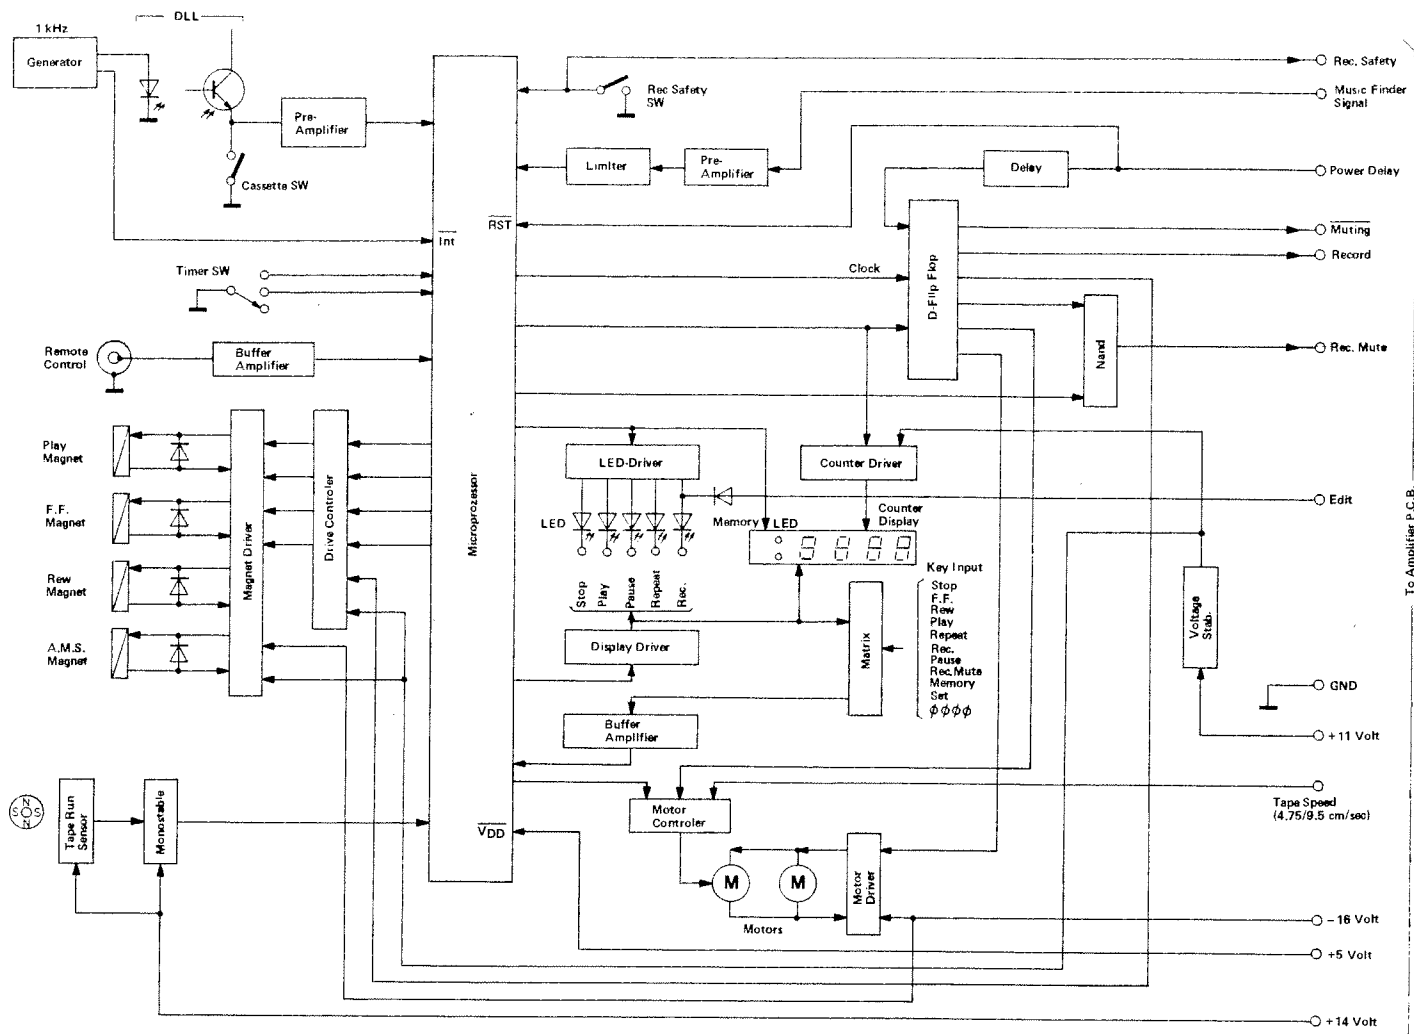 DLL
1 kHz
Generator
Pre-
Amplifier
Cassette SW
Int
Timer SW
Remote
Control
Buffer
Amplifier
Play
Magnet
F.F.
Magnet
Rew
Magnet
A.M.S.
Magnet
Magnet Driver
Drive Controler
N
S S
N
Tape Run
Sensor
Monostable
Microprozessor
RST
VDD
Rec Safety
SW
Limiter
Pre-
Amplifier
Delay
Clock
D-Flip Flop
Nand
LED-Driver
Counter Driver
LED
Memory
LED
Counter
Display
8 8 8 8
Stop
Play
Pause
Repeat
Rec.
Display Driver
Matrix
Key Input
Stop
F.F.
Rew
Play
Repeat
Rec.
Pause
Rec.Mute
Memory
Set
ϕ ϕ ϕ ϕ
Buffer
Amplifier
Motor
Controler
M
M
Motors
Motor
Driver
Voltage
Stab.
Rec. Safety
Music Finder
Signal
Power Delay
Muting
Record
Rec. Mute
Edit
GND
+11 Volt
Tape Speed
(4.75/9.5 cm/sec)
-16 Volt
+5 Volt
+14 Volt
To Amplifier P.C.B.